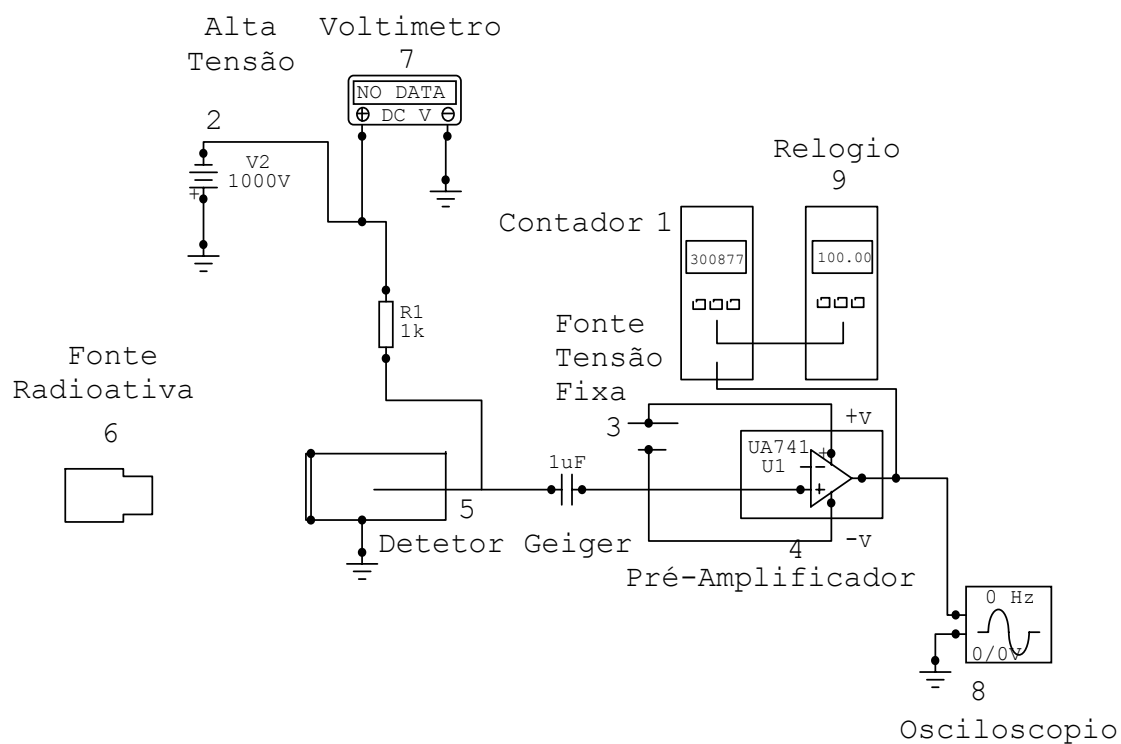 Alta
Tensão
2
V2
1000V
+
Voltimetro
7
NO DATA
DC V
Relogio
9
Contador 1
300877
100.00
R1
1k
Fonte
Tensão
Fixa
3
Fonte
Radioativa
6
+v
UA741
U1
+
-
+
-v
1uF
5
Detetor Geiger
4
Pré-Amplificador
0 Hz
0/0V
8
Osciloscopio